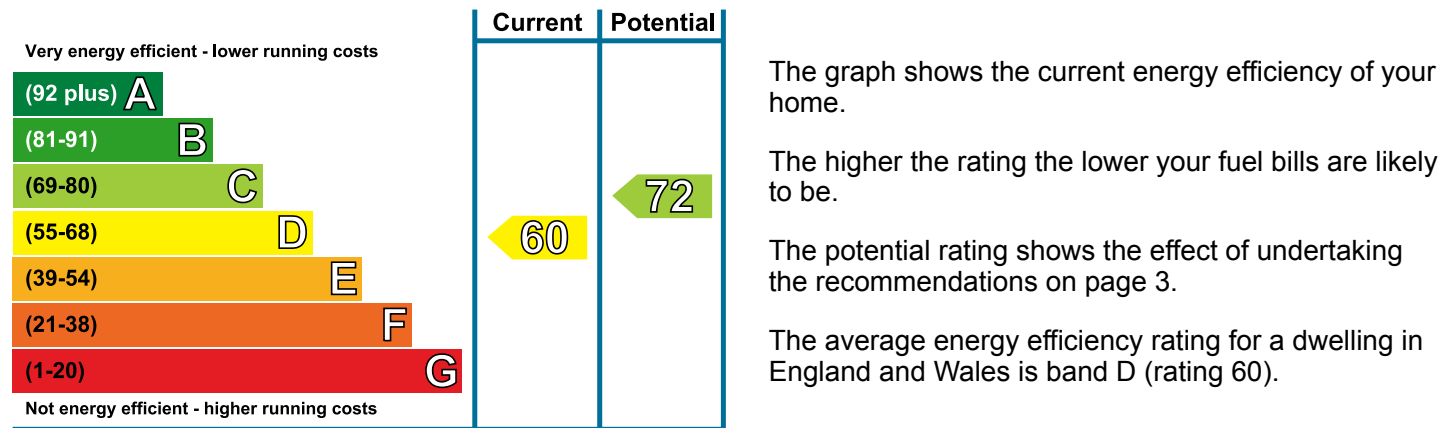 Current Potential
Very energy efficient - lower running costs
(92 plus) A
(81-91) B
(69-80) C
72
(55-68) D
60
(39-54) E
(21-38) F
(1-20) G
Not energy efficient - higher running costs
The graph shows the current energy efficiency of your
home.
The higher the rating the lower your fuel bills are likely
to be.
The potential rating shows the effect of undertaking
the recommendations on page 3.
The average energy efficiency rating for a dwelling in
England and Wales is band D (rating 60).